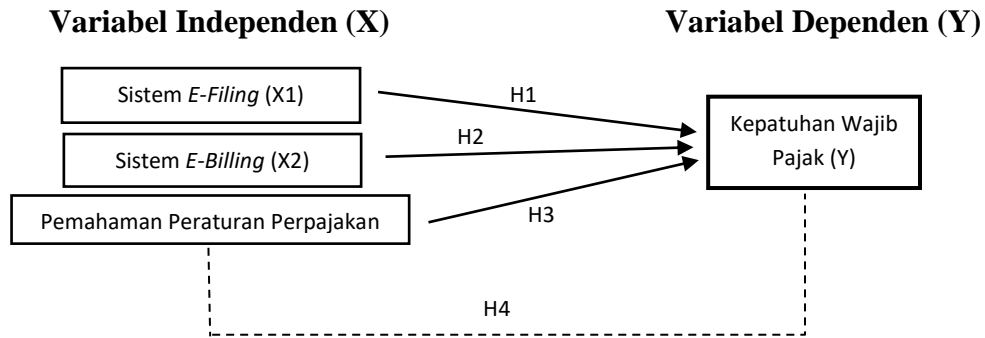 Variabel Independen (X)
Variabel Dependen (Y)
Sistem E-Filing (X1)
H1
Sistem E-Billing (X2)
H2
Kepatuhan Wajib
Pajak (Y)
Pemahaman Peraturan Perpajakan
H3
H4